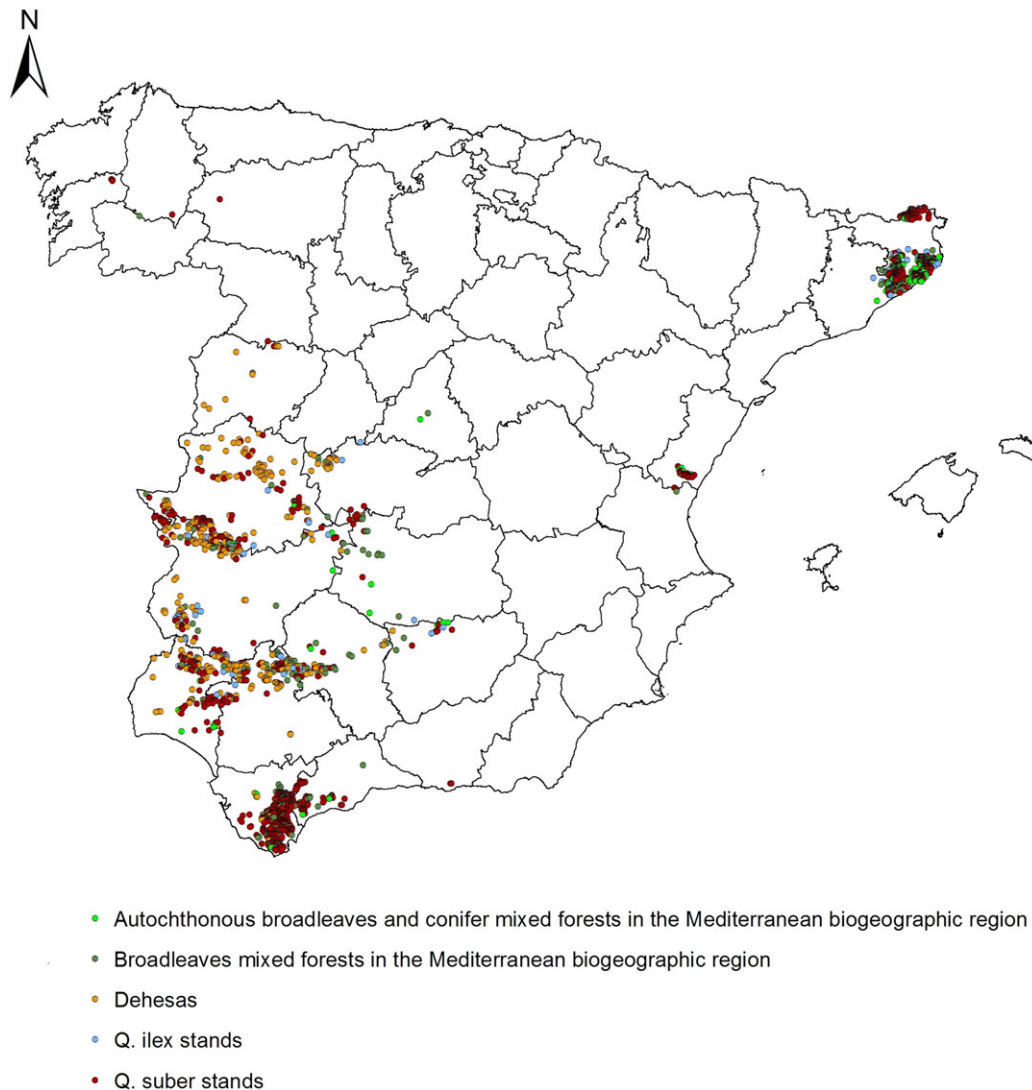 N
Autochthonous broadleaves and conifer mixed forests in the Mediterranean biogeographic region
Broadleaves mixed forests in the Mediterranean biogeographic region
Dehesas
Q. ilex stands
Q. suber stands